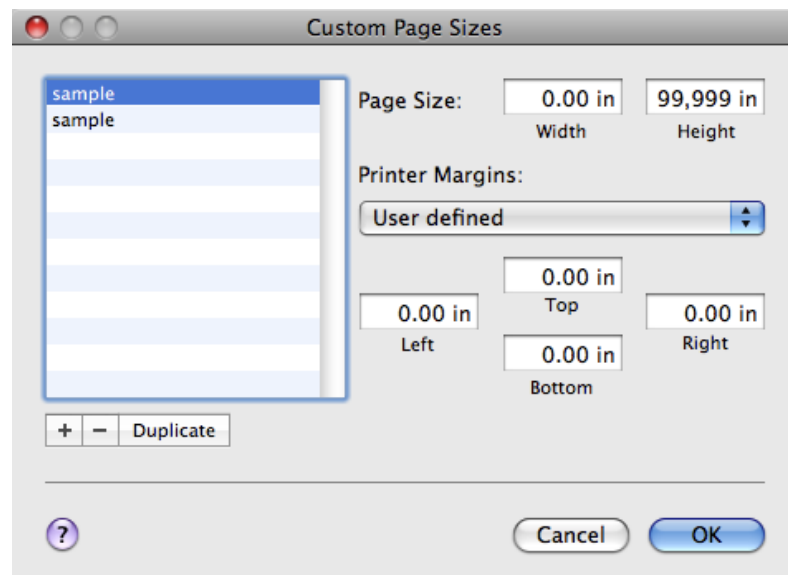 Custom Page Sizes
sample
sample
Page Size:
0.00 in
99,999 in
Width
Height
Printer Margins:
User defined
0.00 in
Top
0.00 in
Left
0.00 in
Right
0.00 in
Bottom
+ − Duplicate
? Cancel OK